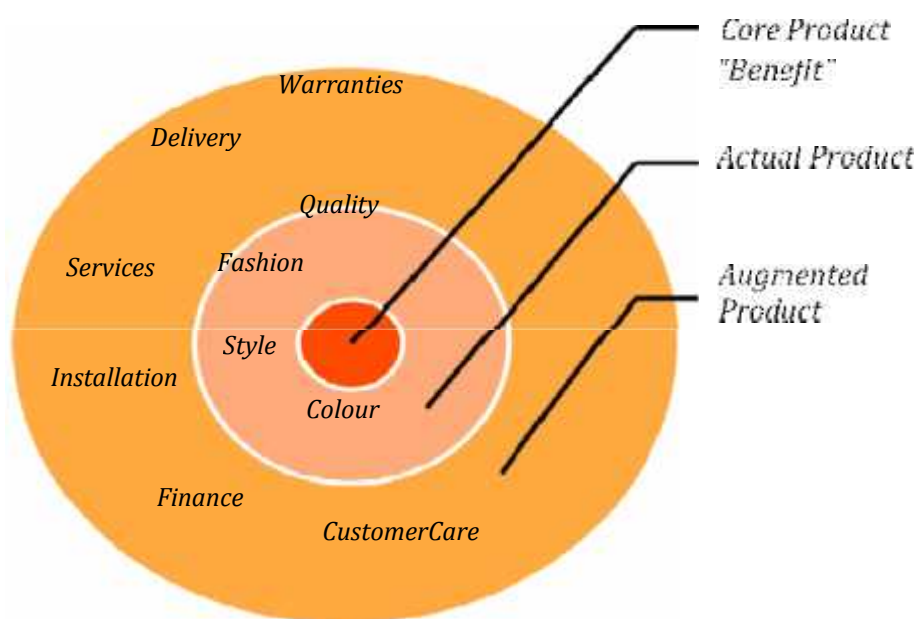 Core Product
"Benefit"
Warranties
Delivery
Actual Product
Quality
Services
Fashion
Augmented
Product
Style
Installation
Colour
Finance
CustomerCare